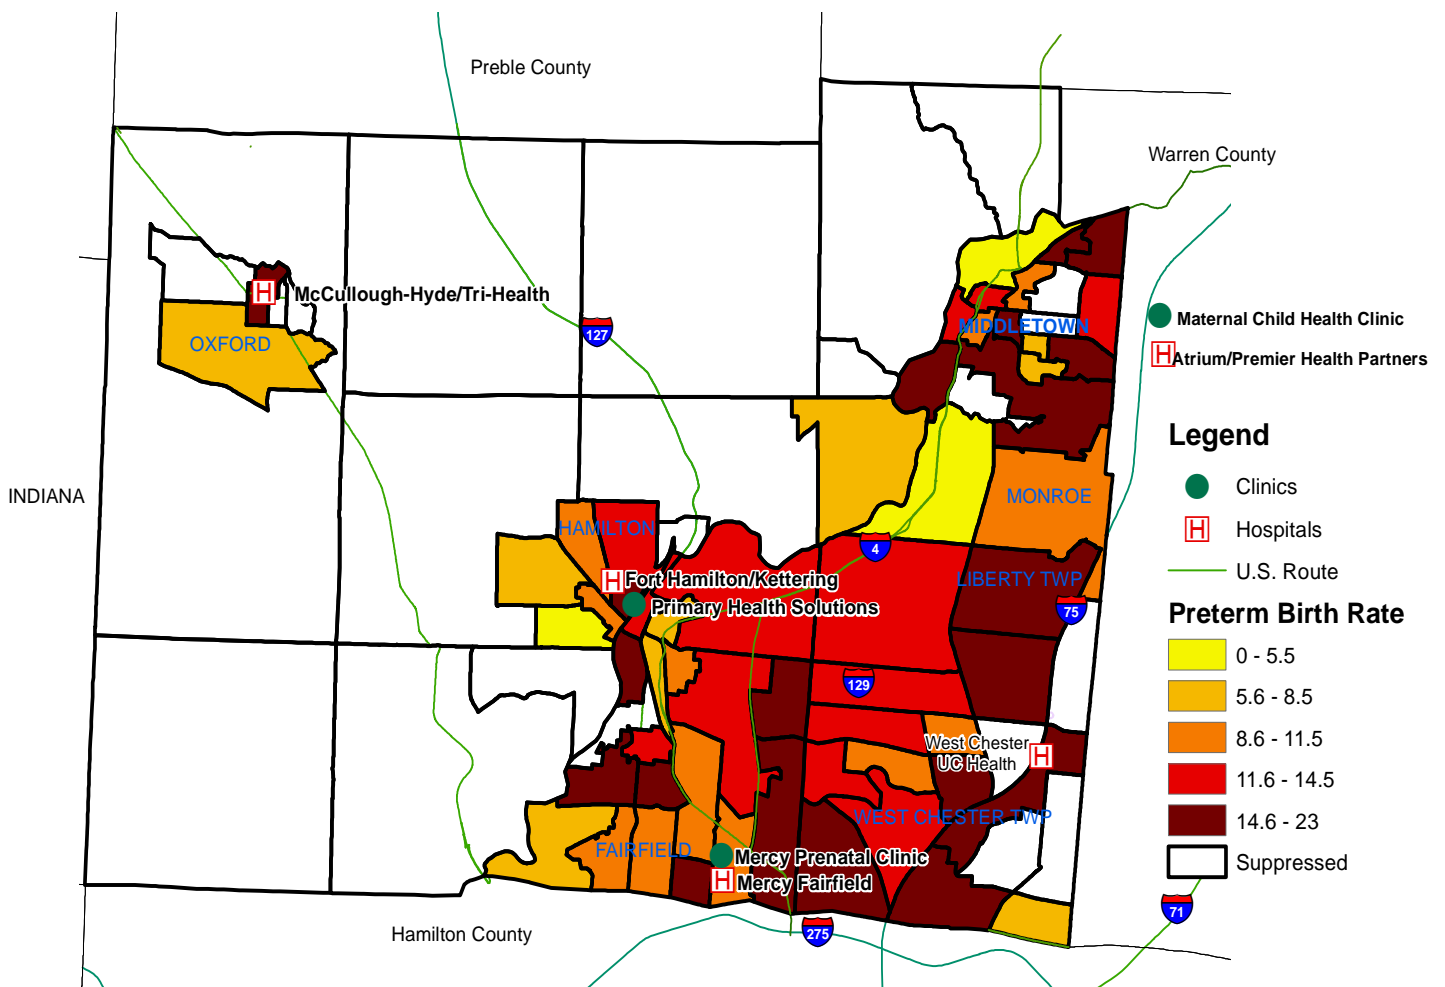 Preble County
Warren County
H
McCullough-Hyde/Tri-Health
OXFORD
127
MIDDLETOWN
Maternal Child Health Clinic
H
Atrium/Premier Health Partners
INDIANA
MONROE
HAMILTON
4
LIBERTY TWP
H
Fort Hamilton/Kettering
Primary Health Solutions
75
129
West Chester
UC Health
H
WEST CHESTER TWP
FAIRFIELD
Mercy Prenatal Clinic
H
Mercy Fairfield
Hamilton County
275
71
Legend
Clinics
H
Hospitals
U.S. Route
Preterm Birth Rate
0 - 5.5
5.6 - 8.5
8.6 - 11.5
11.6 - 14.5
14.6 - 23
Suppressed